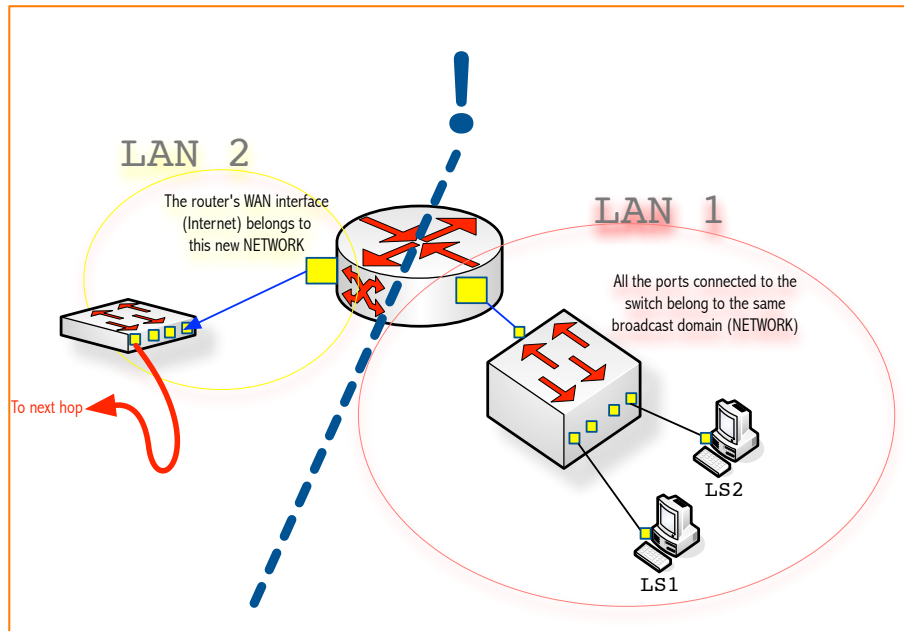 LAN 2
The router's WAN interface
(Internet) belongs to
this new NETWORK
LAN 1
All the ports connected to the
switch belong to the same
broadcast domain (NETWORK)
To next hop
LS2
LS1